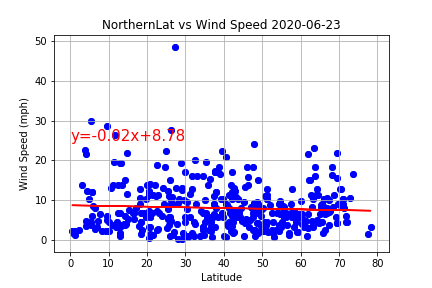 NorthernLat vs Wind Speed 2020-06-23
50
40
30
20
10
0
Wind Speed (mph)
y=-0.02x+8.78
0 10 20 30 40 50 60 70 80
Latitude